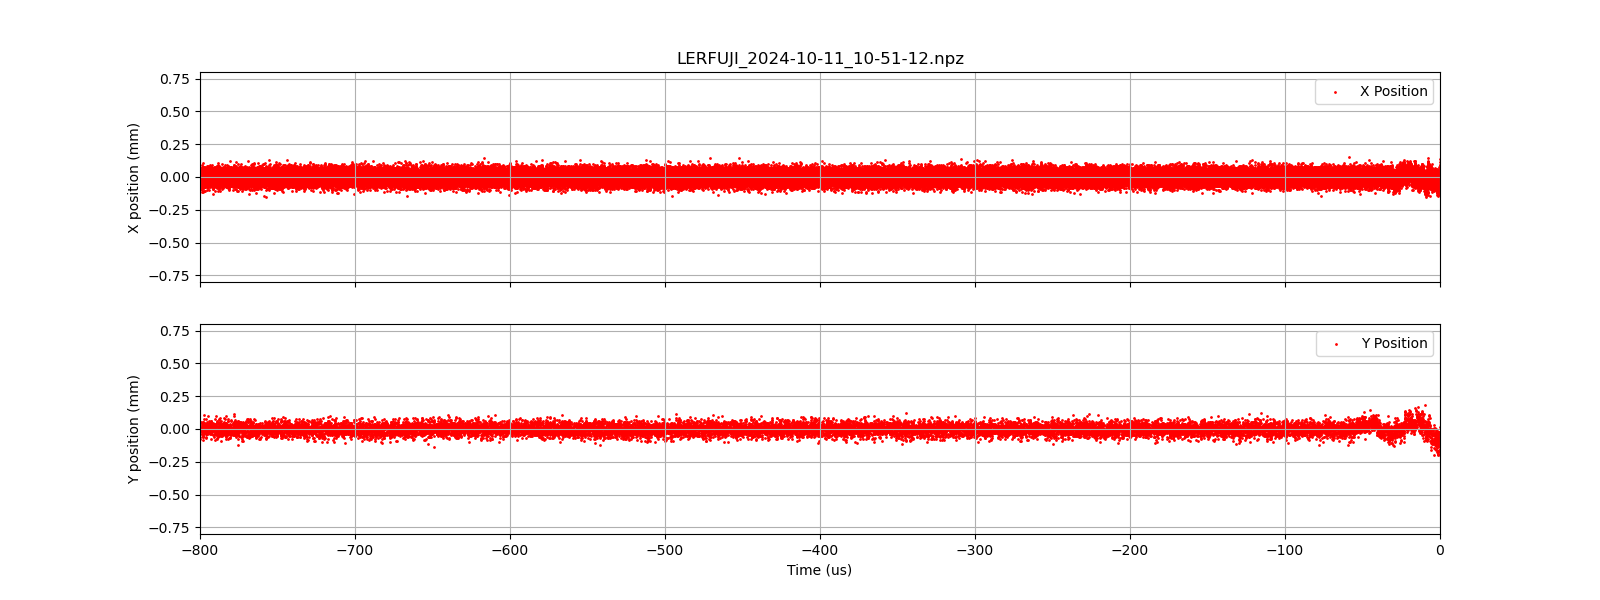 LERFUJI_2024-10-11_10-51-12.npz
X position (mm)
0.75
0.50
0.25
0.00
−0.25
−0.50
−0.75
X Position
Y position (mm)
0.75
0.50
0.25
0.00
−0.25
−0.50
−0.75
Y Position
−800 −700 −600 −500 −400 −300 −200 −100 0
Time (us)